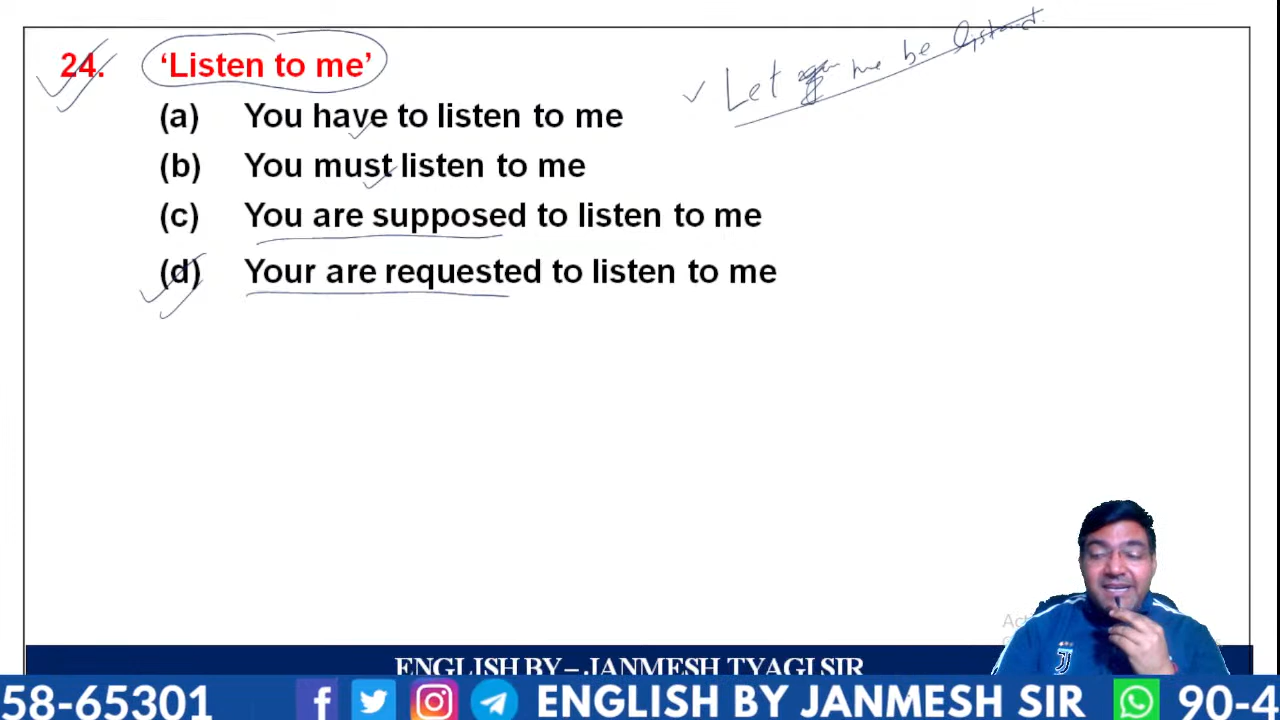 24. 'Listen to me'
Let me be listened
(a) You have to listen to me
(b) You must listen to me
(c) You are supposed to listen to me
(d) Your are requested to listen to me
ENGLISH BY – JANMESH TYAGI SIR
58-65301 ENGLISH BY JANMESH SIR 90-4